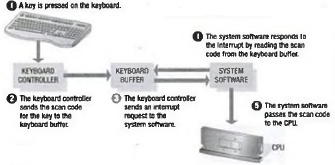 1 A key is pressed on the keyboard.
1 The system software responds to
the interrupt by reading the scan
code from the keyboard buffer.
KEYBOARD
CONTROLLER
KEYBOARD
BUFFER
SYSTEM
SOFTWARE
2 The keyboard controller
sends the scan code
for the key to the
keyboard buffer.
3 The keyboard controller
sends an interrupt
request to the
system software.
5 The system software
passes the scan code
to the CPU.
CPU